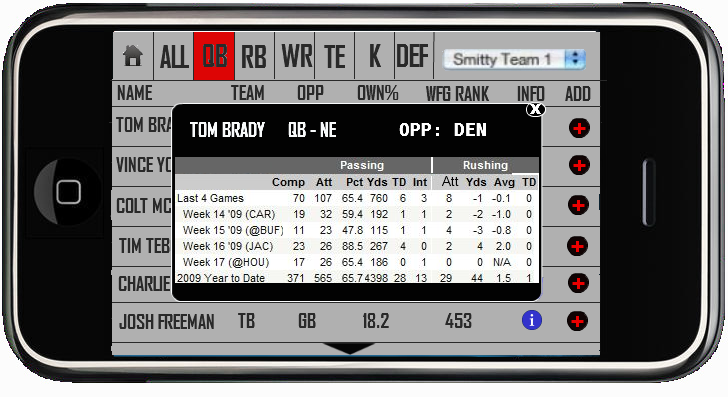 ALL QB RB WR TE K DEF Smitty Team 1
NAME TEAM OPP OWN% WFG RANK INFO ADD
TOM BRA
VINCE YO
COLT MC
TIM TEB
CHARLIE
X
TOM BRADY QB - NE OPP: DEN
Passing Rushing
Comp Att Pct Yds TD Int Att Yds Avg TD
Last 4 Games 70 107 65.4 760 6 3 8 -1 -0.1 0
Week 14 '09 (CAR) 19 32 59.4 192 1 1 2 -2 -1.0 0
Week 15 '09 (@BUF) 11 23 47.8 115 1 1 4 -3 -0.8 0
Week 16 '09 (JAC) 23 26 88.5 267 4 0 2 4 2.0 0
Week 17 (@HOU) 17 26 65.4 186 0 1 0 0 N/A 0
2009 Year to Date 371 565 65.7 4398 28 13 29 44 1.5 1
JOSH FREEMAN TB GB 18.2 453 i